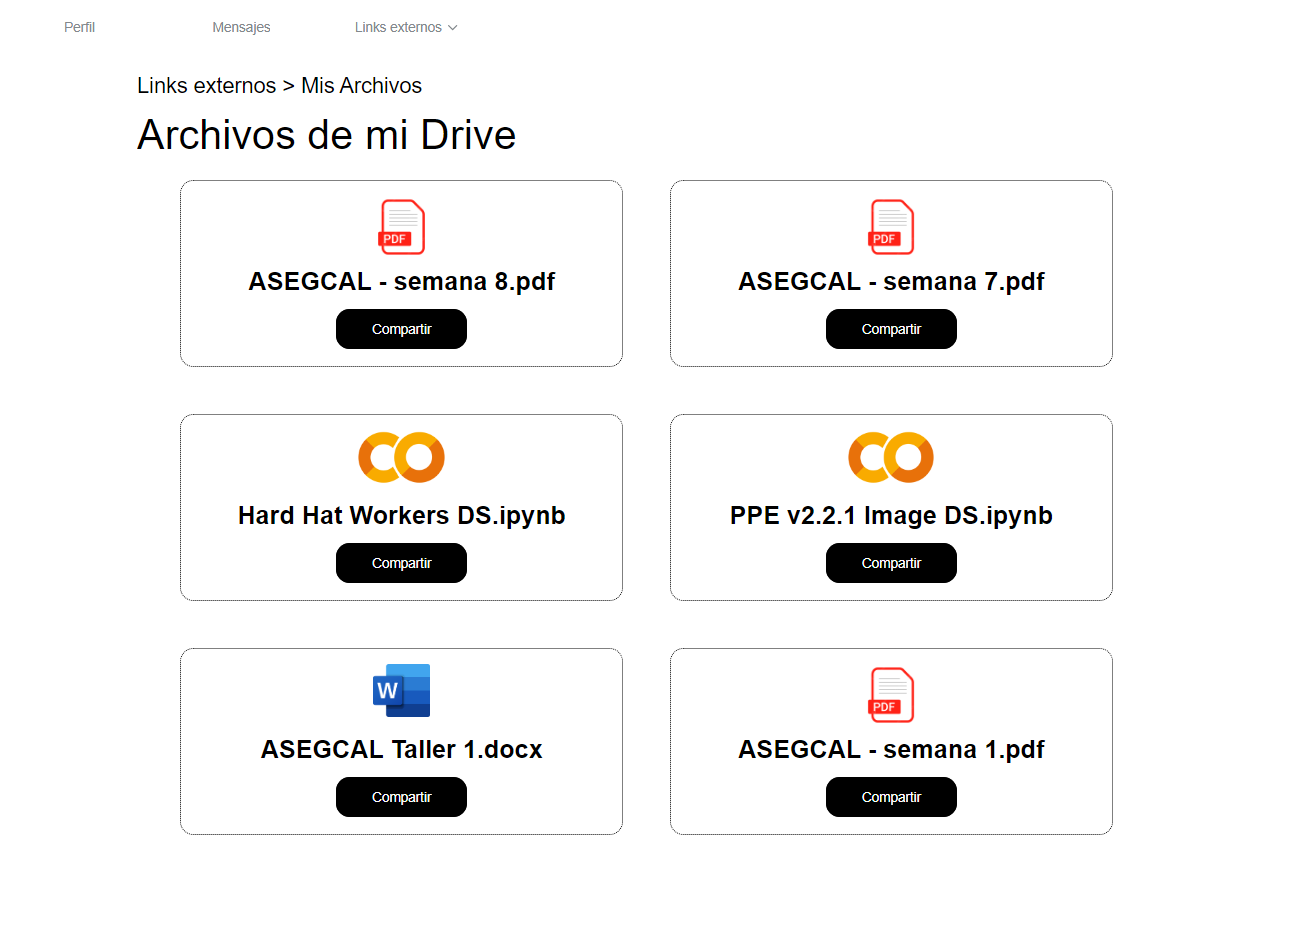 Perfil Mensajes Links externos
Links externos > Mis Archivos
Archivos de mi Drive
PDF
ASEGCAL - semana 8.pdf
Compartir
PDF
ASEGCAL - semana 7.pdf
Compartir
Hard Hat Workers DS.ipynb
Compartir
PPE v2.2.1 Image DS.ipynb
Compartir
W
ASEGCAL Taller 1.docx
Compartir
PDF
ASEGCAL - semana 1.pdf
Compartir